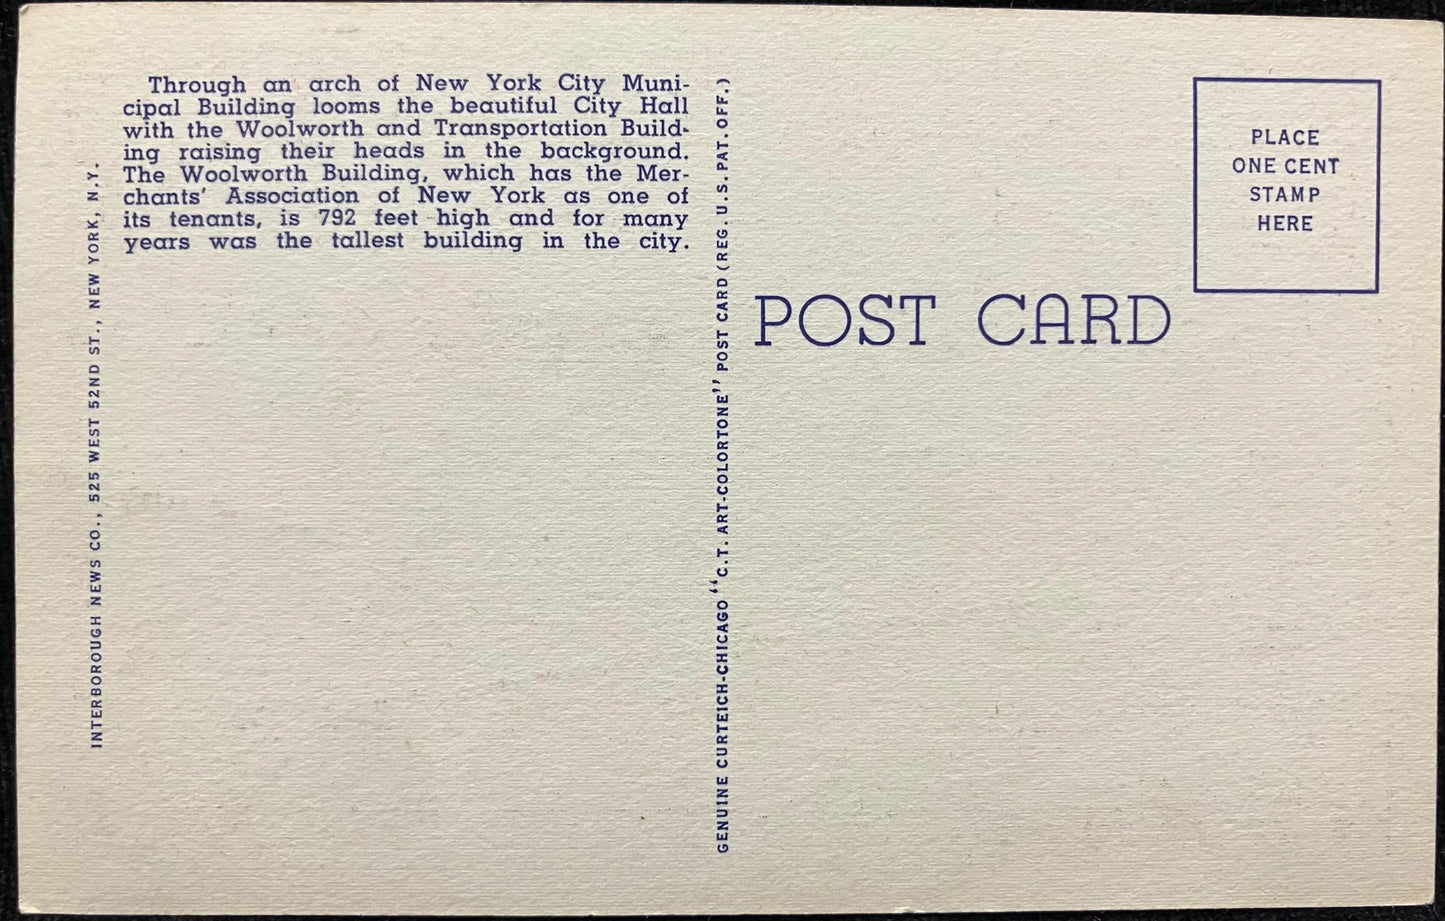 Through an arch of New York City Muni-
cipal Building looms the beautiful City Hall
with the Woolworth and Transportation Build-
ing raising their heads in the background.
The Woolworth Building, which has the Mer-
chants' Association of New York as one of
its tenants, is 792 feet high and for many
years was the tallest building in the city.
INTERBOROUGH NEWS CO., 525 WEST 52ND ST., NEW YORK, N.Y.
GENUINE CURTEICH-CHICAGO "C.T. ART-COLORTONE" POST CARD (REG. U.S. PAT. OFF.)
POST CARD
PLACE
ONE CENT
STAMP
HERE